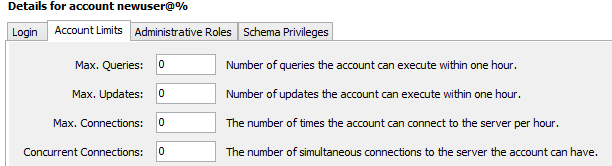 Details for account newuser@%
Login Account Limits Administrative Roles Schema Privileges
Max. Queries: 0 Number of queries the account can execute within one hour.
Max. Updates: 0 Number of updates the account can execute within one hour.
Max. Connections: 0 The number of times the account can connect to the server per hour.
Concurrent Connections: 0 The number of simultaneous connections to the server the account can have.